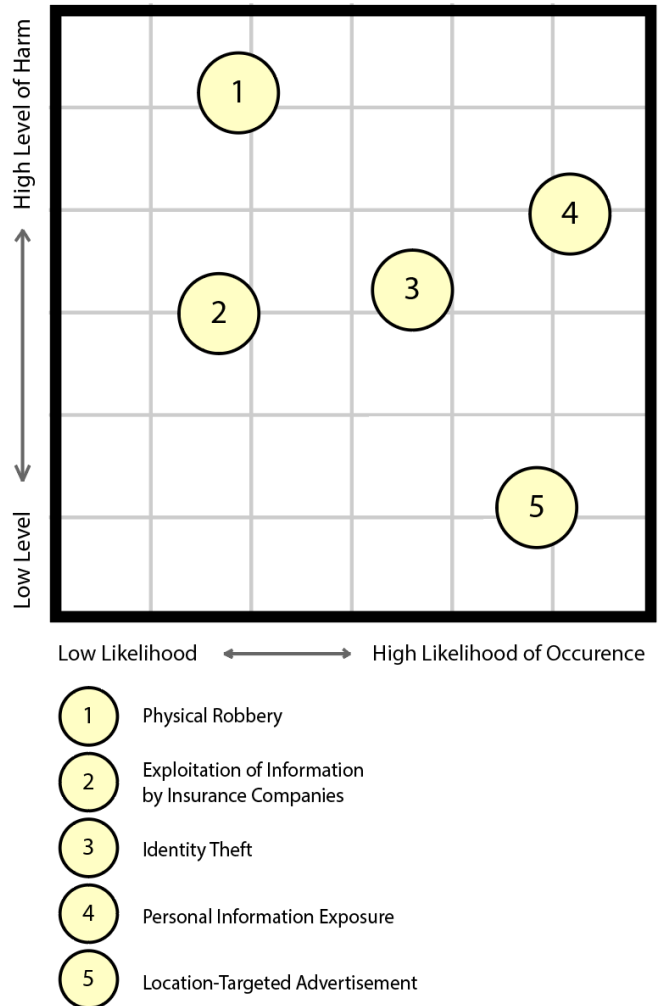 High Level of Harm
Low Level
1
4
3
2
5
Low Likelihood
High Likelihood of Occurence
1 Physical Robbery
2 Exploitation of Information
by Insurance Companies
3 Identity Theft
4 Personal Information Exposure
5 Location-Targeted Advertisement